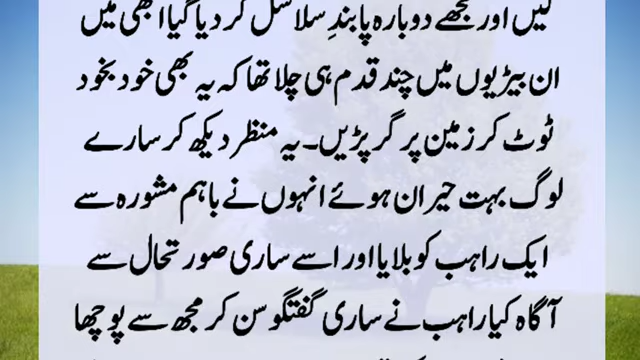 گیں اور مجھے دوبارہ پابندِ سلاسل کر دیا گیا ابھی میں
ان بیڑیوں میں چند قدم ہی چلا تھا کہ یہ بھی خود بخود
ٹوٹ کر زمین پر گر پڑیں۔ یہ منظر دیکھ کر سارے
لوگ بہت حیران ہوئے انہوں نے باہم مشورہ سے
ایک راہب کو بلایا اور اسے ساری صورتحال سے
آگاہ کیا راہب نے ساری گفتگو سن کر مجھ سے پوچھا